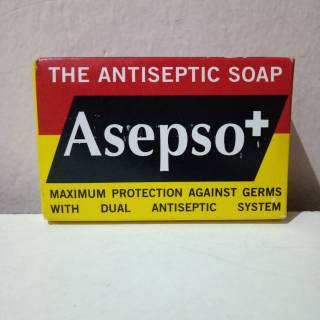 THE ANTISEPTIC SOAP
Asepso+
MAXIMUM PROTECTION AGAINST GERMS
WITH DUAL ANTISEPTIC SYSTEM